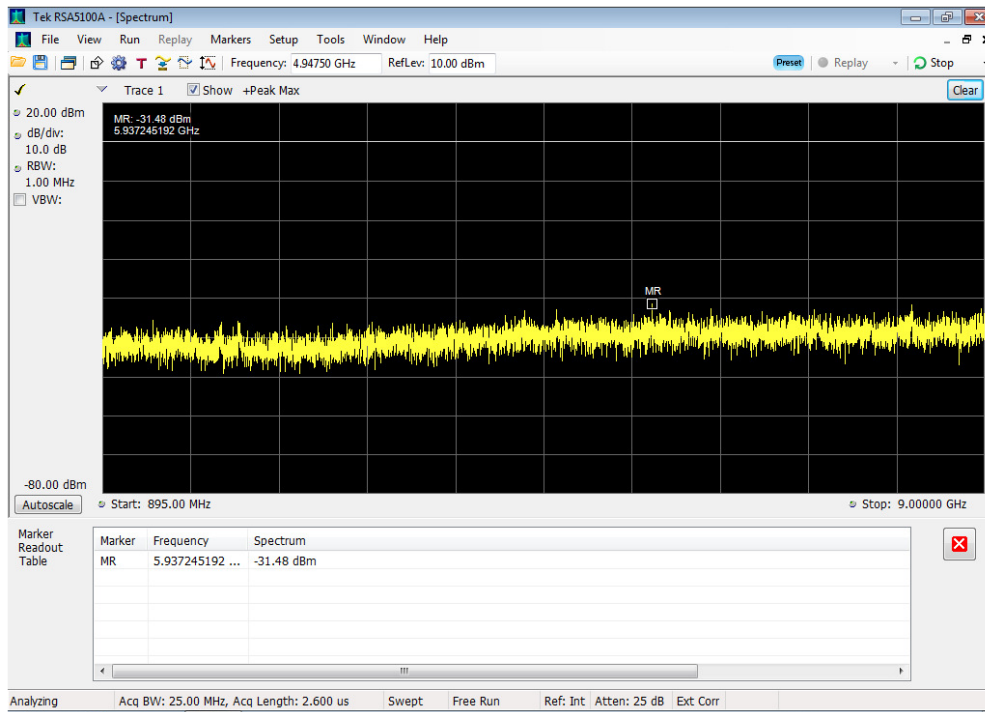 Tek RSA5100A - [Spectrum]
File View Run Replay Markers Setup Tools Window Help
T Frequency: 4.94750 GHz RefLev: 10.00 dBm Preset Replay Stop
Trace 1 Show +Peak Max Clear
20.00 dBm
dB/div:
10.0 dB
RBW:
1.00 MHz
VBW:
MR: -31.48 dBm
5.937245192 GHz
MR
-80.00 dBm
Autoscale Start: 895.00 MHz Stop: 9.00000 GHz
Marker
Readout
Table
Marker Frequency Spectrum
MR 5.937245192 ... -31.48 dBm
Analyzing Acq BW: 25.00 MHz, Acq Length: 2.600 us Swept Free Run Ref: Int Atten: 25 dB Ext Corr